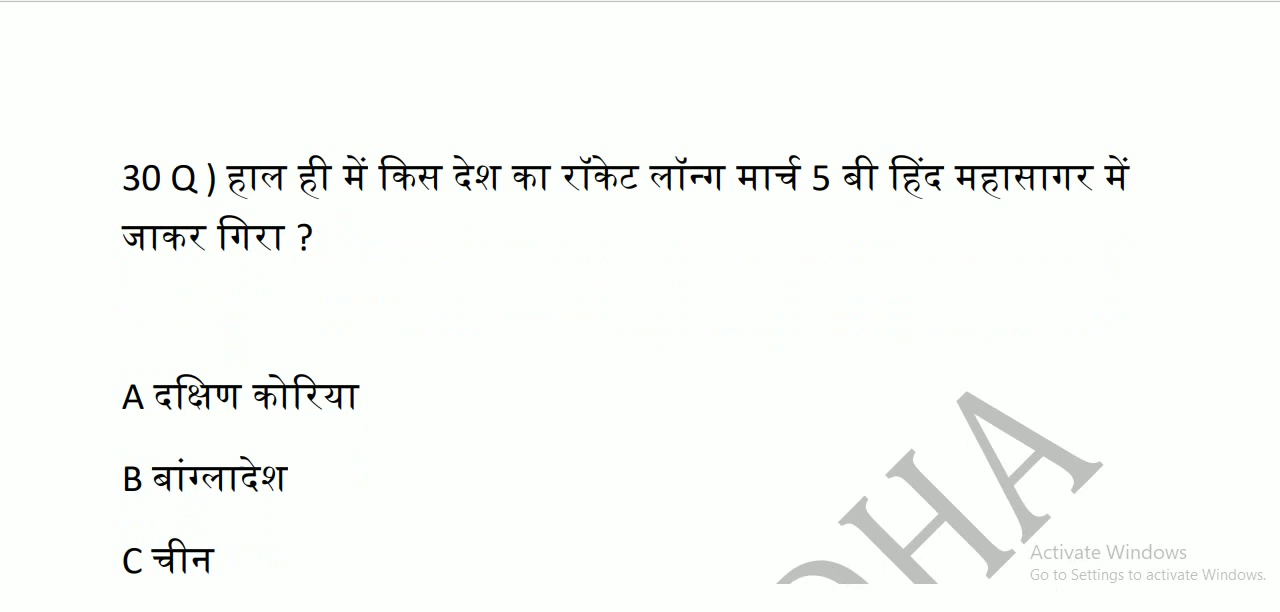 30 Q ) हाल ही में किस देश का रॉकेट लॉन्ग मार्च 5 बी हिंद महासागर में
जाकर गिरा ?
A दक्षिण कोरिया
B बांग्लादेश
C चीन
Activate Windows
Go to Settings to activate Windows.